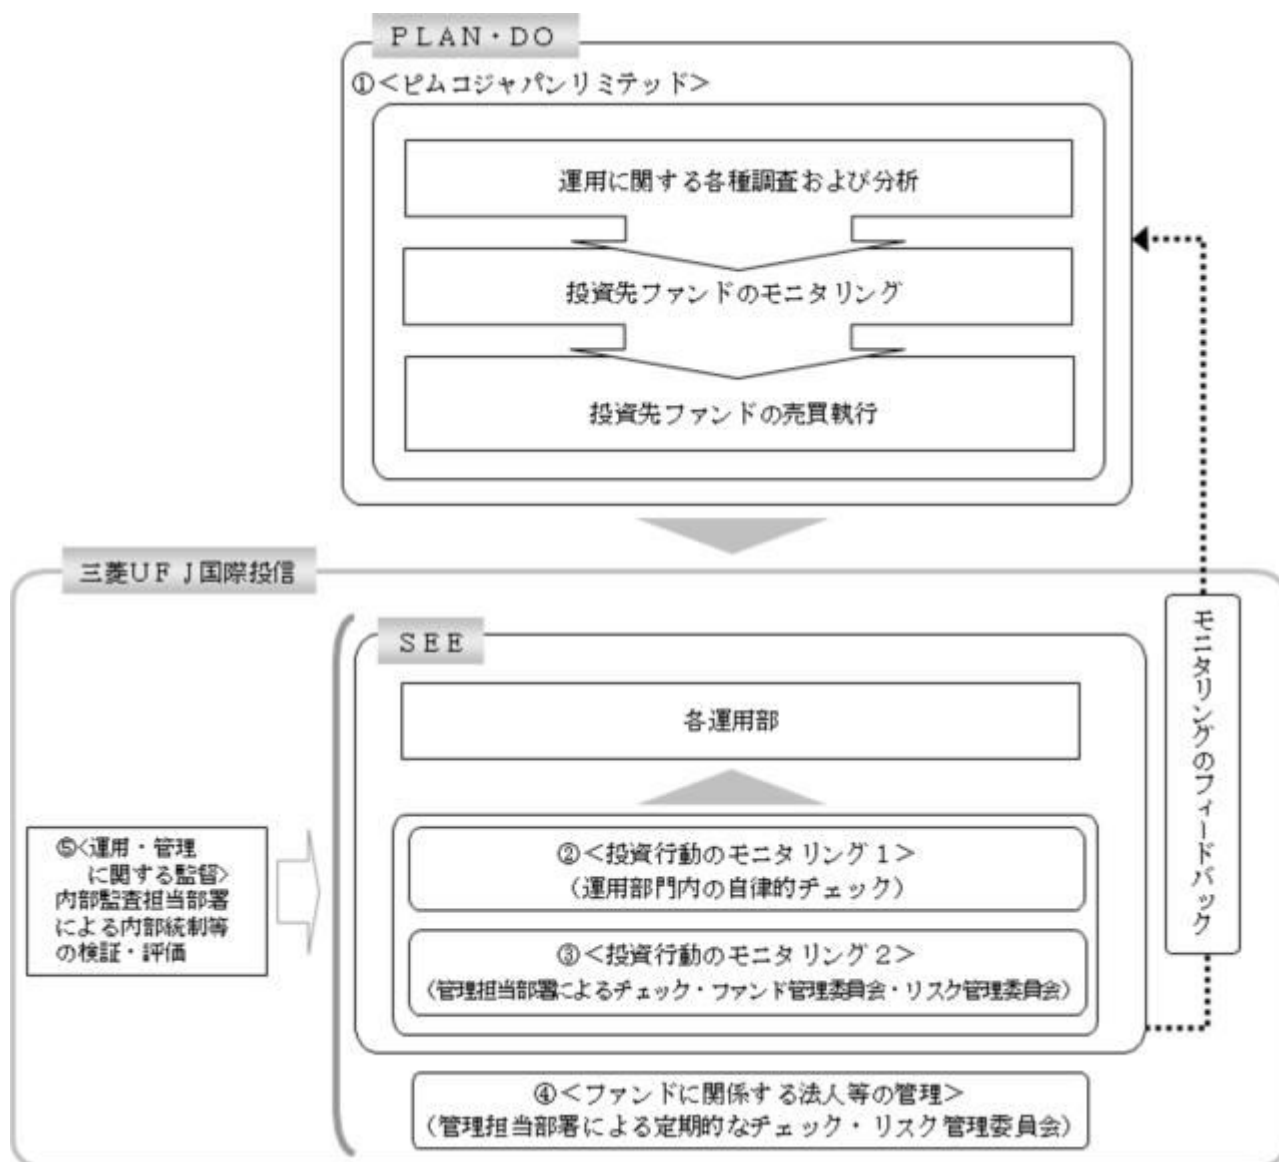 ＰＬＡＮ・ＤＯ
①＜ピムコジャパンリミテッド＞
運用に関する各種調査および分析
投資先ファンドのモニタリング
投資先ファンドの売買執行
三菱ＵＦＪ国際投信
ＳＥＥ
各運用部
②＜投資行動のモニタリング１＞
（運用部門内の自律的チェック）
③＜投資行動のモニタリング２＞
（管理担当部署によるチェック・ファンド管理委員会・リスク管理委員会）
④＜ファンドに関係する法人等の管理＞
（管理担当部署による定期的なチェック・リスク管理委員会）
⑤＜運用・管理
に関する監督＞
内部監査担当部署
による内部統制等
の検証・評価
モニタリングのフィードバック